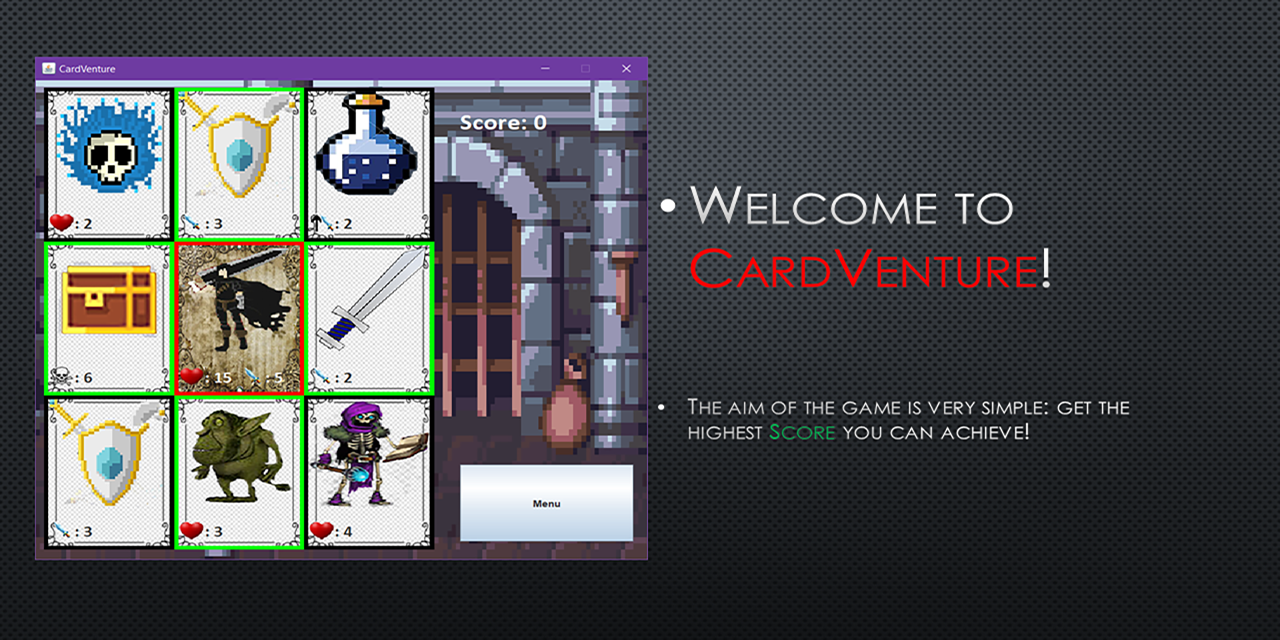 CardVenture
Score: 0
: 2
: 3
: 2
: 6
: 15 : 5
: 2
: 3
: 3
: 4
Menu
• WELCOME TO
CARDVENTURE!
• THE AIM OF THE GAME IS VERY SIMPLE: GET THE
HIGHEST SCORE YOU CAN ACHIEVE!